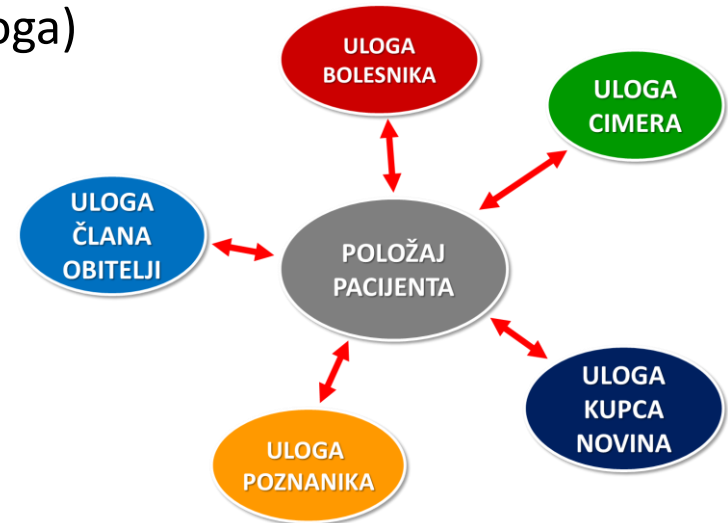 oga)
ULOGA
BOLESNIKA
ULOGA
CIMERA
ULOGA
ČLANA
OBITELJI
POLOŽAJ
PACIJENTA
ULOGA
KUPCA
NOVINA
ULOGA
POZNANIKA